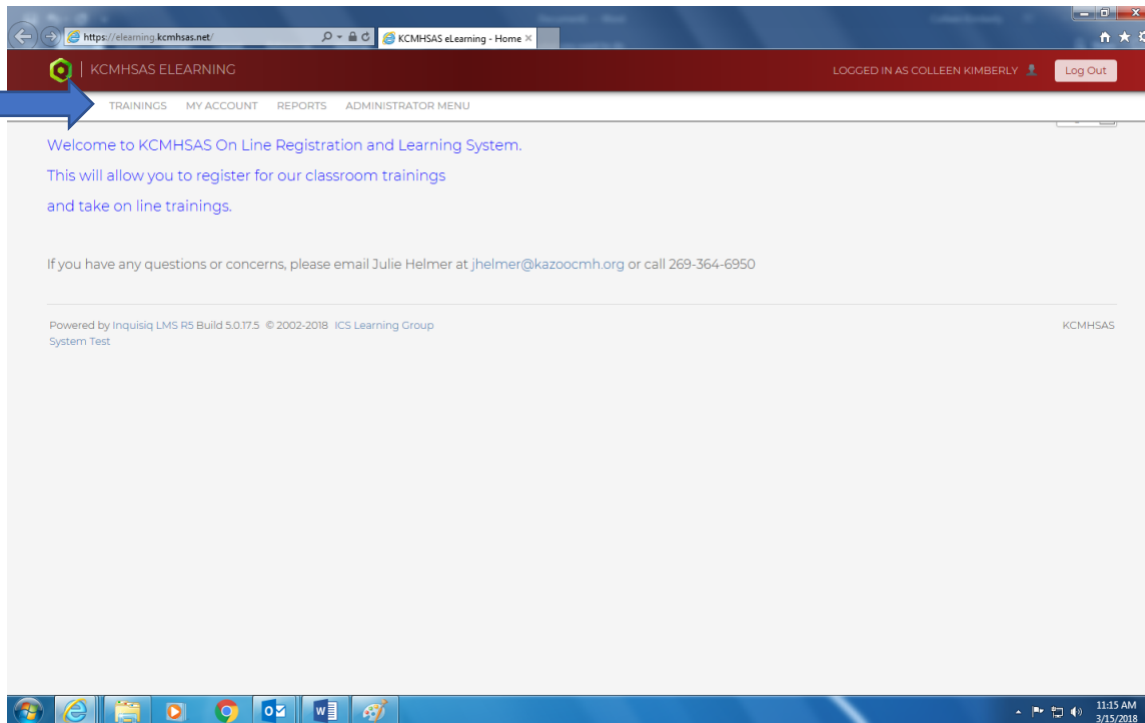 https://elearning.kcmhsas.net/
KCMHSAS eLearning - Home
KCMHSAS ELEARNING
LOGGED IN AS COLLEEN KIMBERLY
Log Out
TRAININGS MY ACCOUNT REPORTS ADMINISTRATOR MENU
Welcome to KCMHSAS On Line Registration and Learning System.
This will allow you to register for our classroom trainings
and take on line trainings.
If you have any questions or concerns, please email Julie Helmer at jhelmer@kazoocmh.org or call 269-364-6950
Powered by Inquisiq LMS R5 Build 5.0.17.5 © 2002-2018 ICS Learning Group
KCMHSAS
System Test
11:15 AM
3/15/2018